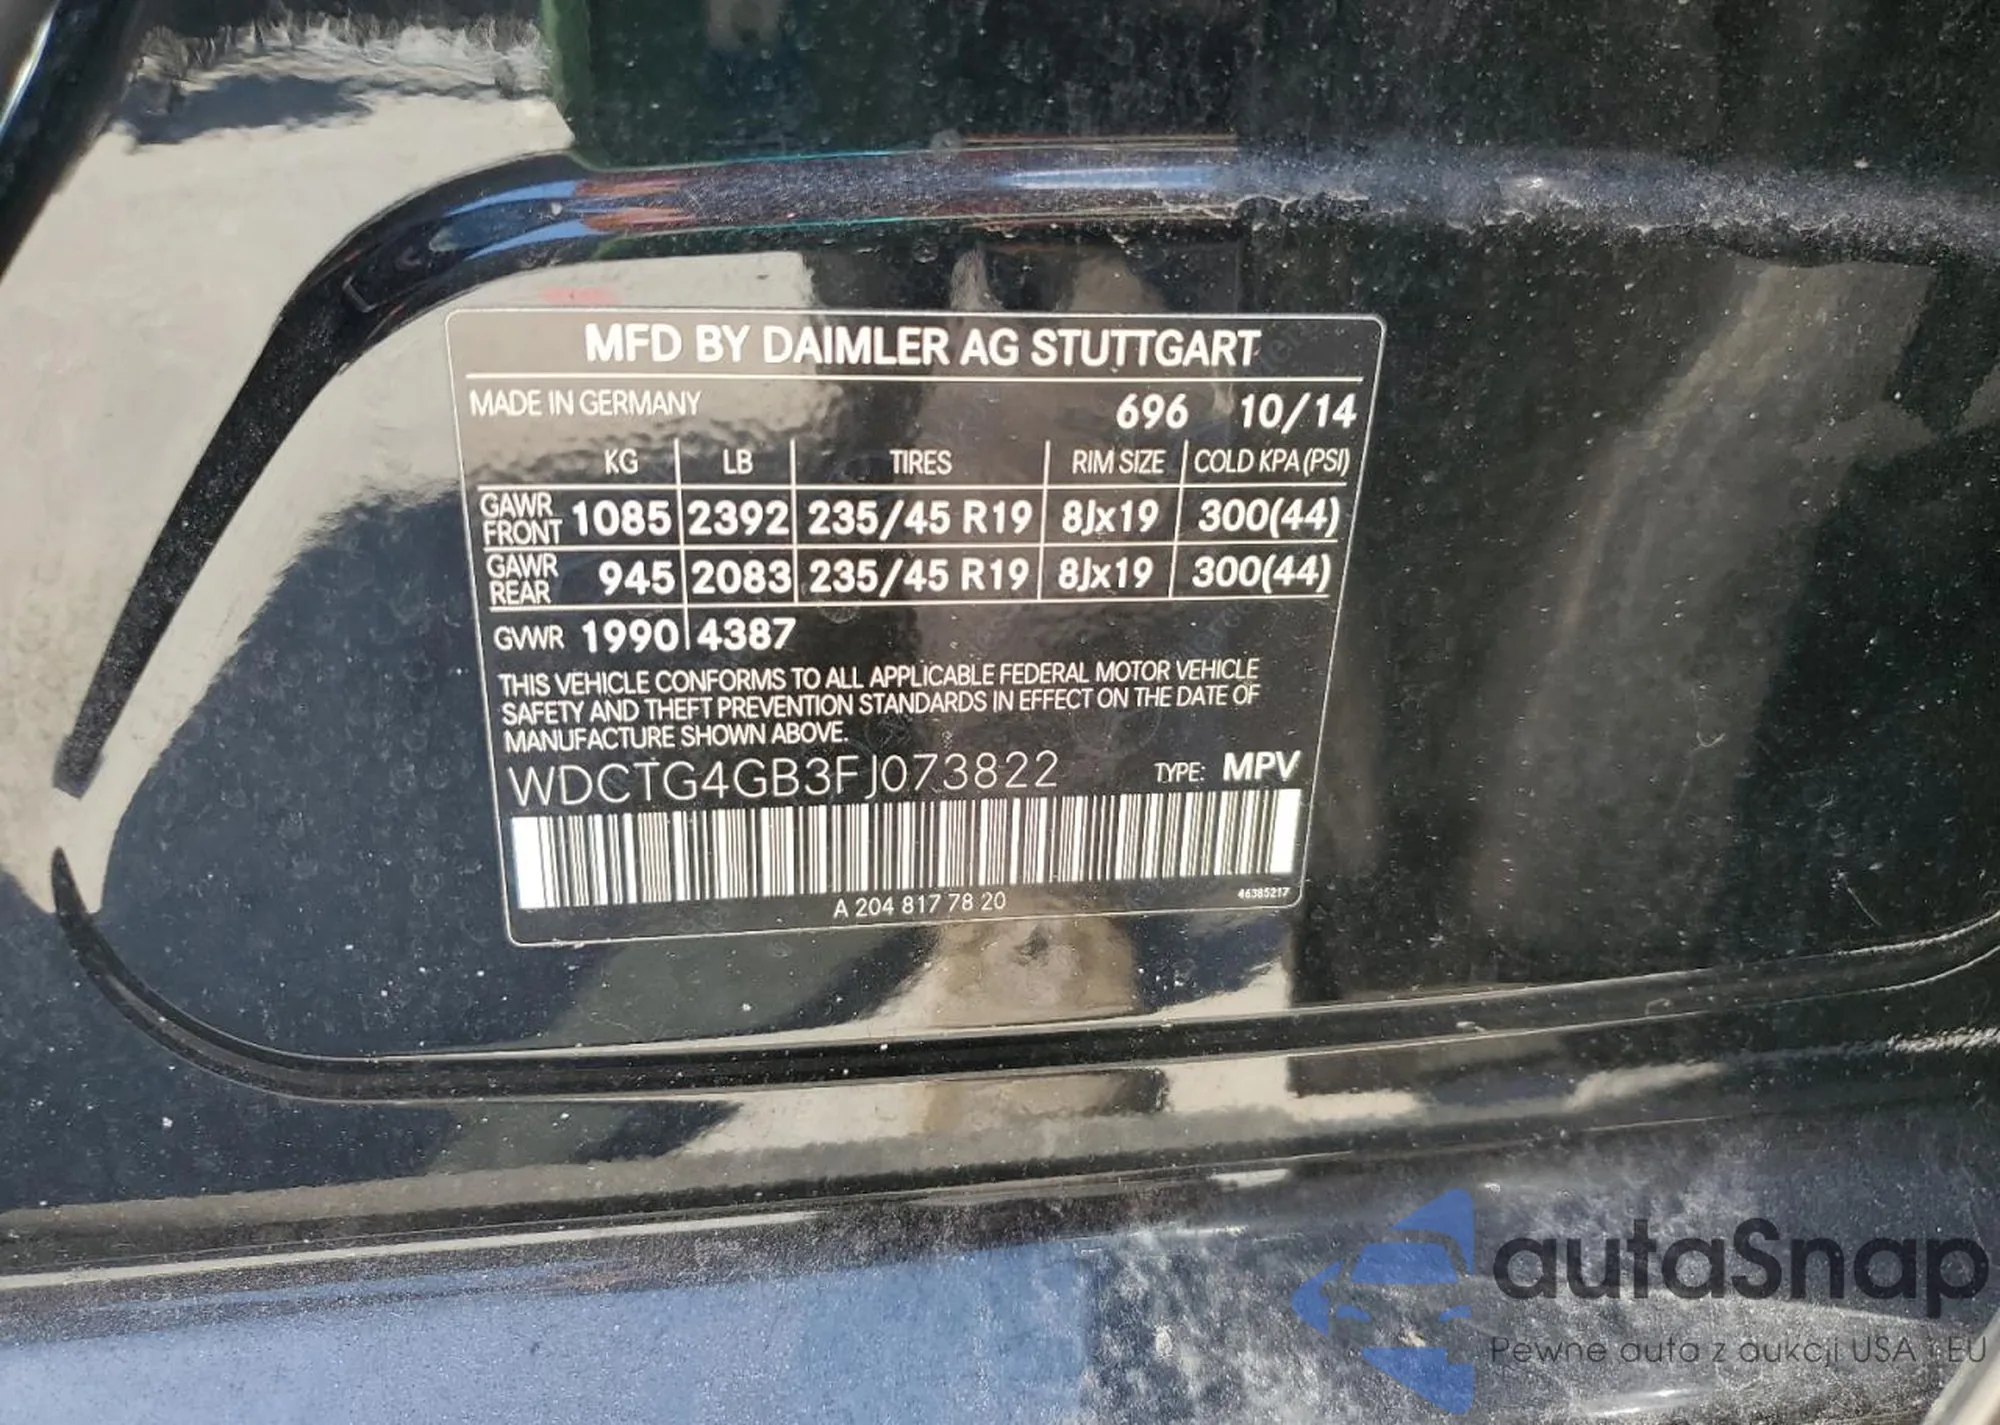 MFD BY DAIMLER AG STUTTGART
MADE IN GERMANY 696 10/14
KG LB TIRES RIM SIZE COLD KPA (PSI)
GAWR FRONT 1085 2392 235/45 R19 8Jx19 300(44)
GAWR REAR 945 2083 235/45 R19 8Jx19 300(44)
GVWR 1990 4387
THIS VEHICLE CONFORMS TO ALL APPLICABLE FEDERAL MOTOR VEHICLE
SAFETY AND THEFT PREVENTION STANDARDS IN EFFECT ON THE DATE OF
MANUFACTURE SHOWN ABOVE.
WDCTG4GB3FJ073822 TYPE: MPV
A 204 817 78 20 46385217
autaSnap
Pewne auta z aukcji USA i EU